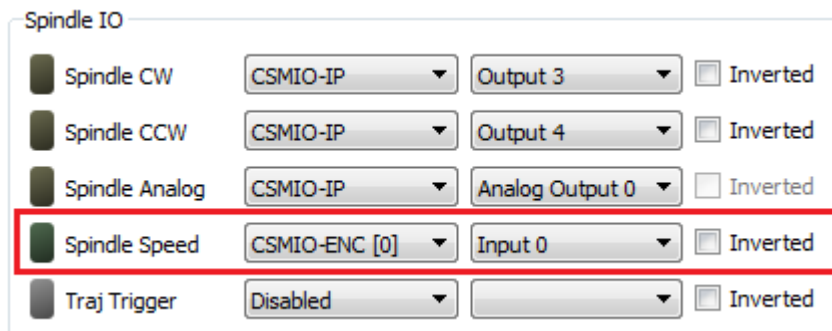 Spindle IO
Spindle CW CSMIO-IP Output 3 Inverted
Spindle CCW CSMIO-IP Output 4 Inverted
Spindle Analog CSMIO-IP Analog Output 0 Inverted
Spindle Speed CSMIO-ENC [0] Input 0 Inverted
Traj Trigger Disabled Inverted